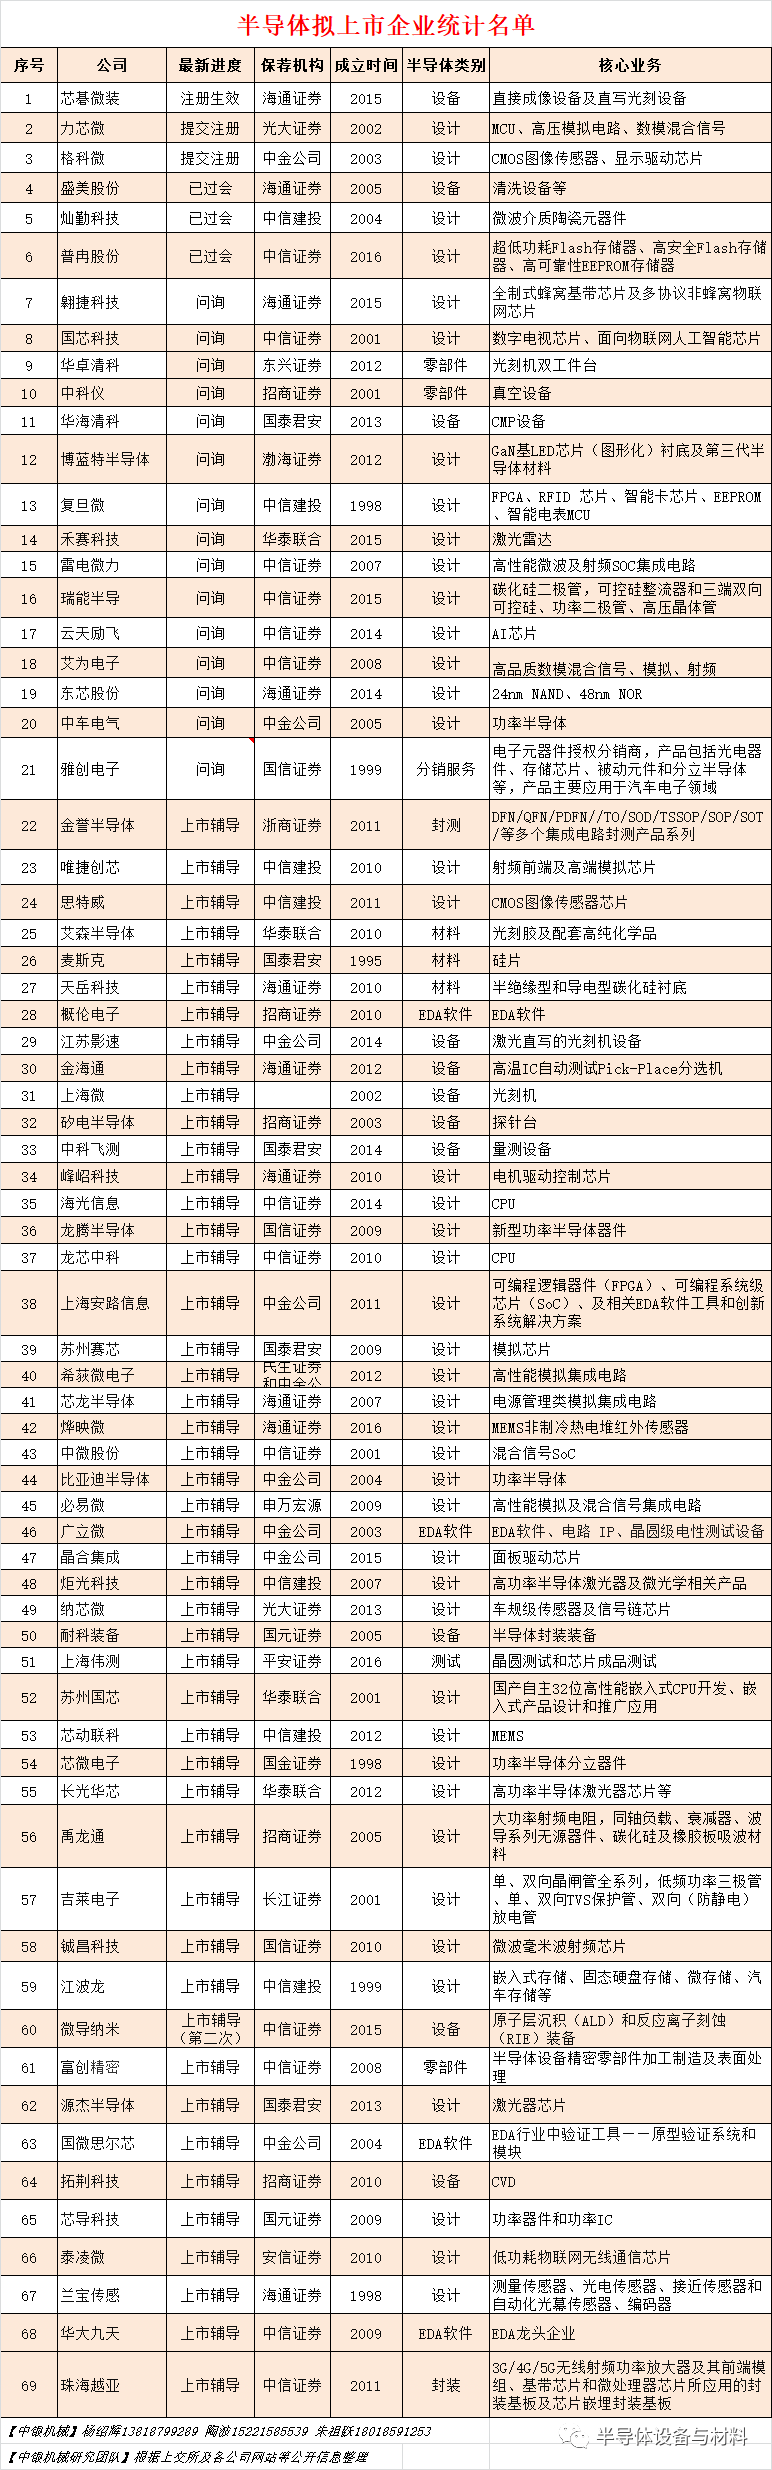 半导体拟上市企业统计名单
序号 公司 最新进度 保荐机构 成立时间 半导体类别 核心业务
1 芯碁微装 注册生效 海通证券 2015 设备 直接成像设备及直写光刻设备
2 力芯微 提交注册 光大证券 2002 设计 MCU、高压模拟电路、数模混合信号
3 格科微 提交注册 中金公司 2003 设计 CMOS图像传感器、显示驱动芯片
4 盛美股份 已过会 海通证券 2005 设备 清洗设备等
5 灿勤科技 已过会 中信建投 2004 设计 微波介质陶瓷元器件
6 普冉股份 已过会 中信证券 2016 设计 超低功耗Flash存储器、高安全Flash存储
器、高可靠性EEPROM存储器
7 翱捷科技 问询 海通证券 2015 设计 全制式蜂窝基带芯片及多协议非蜂窝物联
网芯片
8 国芯科技 问询 中信证券 2001 设计 数字电视芯片、面向物联网人工智能芯片
9 华卓清科 问询 东兴证券 2012 零部件 光刻机双工件台
10 中科仪 问询 招商证券 2001 零部件 真空设备
11 华海清科 问询 国泰君安 2013 设备 CMP设备
12 博蓝特半导体 问询 渤海证券 2012 设计 GaN基LED芯片（图形化）衬底及第三代半
导体材料
13 复旦微 问询 中信建投 1998 设计 FPGA、RFID 芯片、智能卡芯片、EEPROM
、智能电表MCU
14 禾赛科技 问询 华泰联合 2015 设计 激光雷达
15 雷电微力 问询 中信证券 2007 设计 高性能微波及射频SOC集成电路
16 瑞能半导 问询 中信证券 2015 设计 碳化硅二极管，可控硅整流器和三端双向
可控硅、功率二极管、高压晶体管
17 云天励飞 问询 中信证券 2014 设计 AI芯片
18 艾为电子 问询 中信证券 2008 设计 高品质数模混合信号、模拟、射频
19 东芯股份 问询 海通证券 2014 设计 24nm NAND、48nm NOR
20 中车电气 问询 中金公司 2005 设计 功率半导体
21 雅创电子 问询 国信证券 1999 分销服务 电子元器件授权分销商，产品包括光电器
件、存储芯片、被动元件和分立半导体
等，产品主要应用于汽车电子领域
22 金誉半导体 上市辅导 浙商证券 2011 封测 DFN/QFN/PDFN//TO/SOD/TSSOP/SOP/SOT
/等多个集成电路封测产品系列
23 唯捷创芯 上市辅导 中信建投 2010 设计 射频前端及高端模拟芯片
24 思特威 上市辅导 中信建投 2011 设计 CMOS图像传感器芯片
25 艾森半导体 上市辅导 华泰联合 2010 材料 光刻胶及配套高纯化学品
26 麦斯克 上市辅导 国泰君安 1995 材料 硅片
27 天岳科技 上市辅导 海通证券 2010 材料 半绝缘型和导电型碳化硅衬底
28 概伦电子 上市辅导 招商证券 2010 EDA软件 EDA软件
29 江苏影速 上市辅导 中金公司 2014 设备 激光直写的光刻机设备
30 金海通 上市辅导 海通证券 2012 设备 高温IC自动测试Pick-Place分选机
31 上海微 上市辅导 2002 设备 光刻机
32 矽电半导体 上市辅导 招商证券 2003 设备 探针台
33 中科飞测 上市辅导 国泰君安 2014 设备 量测设备
34 峰岹科技 上市辅导 海通证券 2010 设计 电机驱动控制芯片
35 海光信息 上市辅导 中信证券 2014 设计 CPU
36 龙腾半导体 上市辅导 国信证券 2009 设计 新型功率半导体器件
37 龙芯中科 上市辅导 中信证券 2010 设计 CPU
38 上海安路信息 上市辅导 中金公司 2011 设计 可编程逻辑器件（FPGA）、可编程系统级
芯片（SoC）、及相关EDA软件工具和创新
系统解决方案
39 苏州赛芯 上市辅导 国泰君安 2009 设计 模拟芯片
40 希荻微电子 上市辅导 民生证券
和中金公 2012 设计 高性能模拟集成电路
41 芯龙半导体 上市辅导 海通证券 2007 设计 电源管理类模拟集成电路
42 烨映微 上市辅导 海通证券 2016 设计 MEMS非制冷热电堆红外传感器
43 中微股份 上市辅导 中信证券 2001 设计 混合信号SoC
44 比亚迪半导体 上市辅导 中金公司 2004 设计 功率半导体
45 必易微 上市辅导 申万宏源 2009 设计 高性能模拟及混合信号集成电路
46 广立微 上市辅导 中金公司 2003 EDA软件 EDA软件、电路 IP、晶圆级电性测试设备
47 晶合集成 上市辅导 中金公司 2015 设计 面板驱动芯片
48 炬光科技 上市辅导 中信建投 2007 设计 高功率半导体激光器及微光学相关产品
49 纳芯微 上市辅导 光大证券 2013 设计 车规级传感器及信号链芯片
50 耐科装备 上市辅导 国元证券 2005 设备 半导体封装装备
51 上海伟测 上市辅导 平安证券 2016 测试 晶圆测试和芯片成品测试
52 苏州国芯 上市辅导 华泰联合 2001 设计 国产自主32位高性能嵌入式CPU开发、嵌
入式产品设计和推广应用
53 芯动联科 上市辅导 中信建投 2012 设计 MEMS
54 芯微电子 上市辅导 国金证券 1998 设计 功率半导体分立器件
55 长光华芯 上市辅导 华泰联合 2012 设计 高功率半导体激光器芯片等
56 禹龙通 上市辅导 招商证券 2005 设计 大功率射频电阻，同轴负载、衰减器、波
导系列无源器件、碳化硅及橡胶板吸波材
料
57 吉莱电子 上市辅导 长江证券 2001 设计 单、双向晶闸管全系列，低频功率三极管
、单、双向TVS保护管、双向（防静电）
放电管
58 铖昌科技 上市辅导 国信证券 2010 设计 微波毫米波射频芯片
59 江波龙 上市辅导 中信建投 1999 设计 嵌入式存储、固态硬盘存储、微存储、汽
车存储等
60 微导纳米 上市辅导
（第二次） 中信证券 2015 设备 原子层沉积（ALD）和反应离子刻蚀
（RIE）装备
61 富创精密 上市辅导 中信证券 2008 零部件 半导体设备精密零部件加工制造及表面处
理
62 源杰半导体 上市辅导 国泰君安 2013 设计 激光器芯片
63 国微思尔芯 上市辅导 中金公司 2004 EDA软件 EDA行业中验证工具——原型验证系统和
模块
64 拓荆科技 上市辅导 招商证券 2010 设备 CVD
65 芯导科技 上市辅导 国元证券 2009 设计 功率器件和功率IC
66 泰凌微 上市辅导 安信证券 2010 设计 低功耗物联网无线通信芯片
67 兰宝传感 上市辅导 海通证券 1998 设计 测量传感器、光电传感器、接近传感器和
自动化光幕传感器、编码器
68 华大九天 上市辅导 中信证券 2009 EDA软件 EDA龙头企业
69 珠海越亚 上市辅导 中信证券 2011 封装 3G/4G/5G无线射频功率放大器及其前端模
组、基带芯片和微处理器芯片所应用的封
装基板及芯片嵌埋封装基板
【中银机械】杨绍辉13818799289 陶波15221585539 朱祖跃18018591253
【中银机械研究团队】根据上交所及各公司网站等公开信息整理
半导体设备与材料